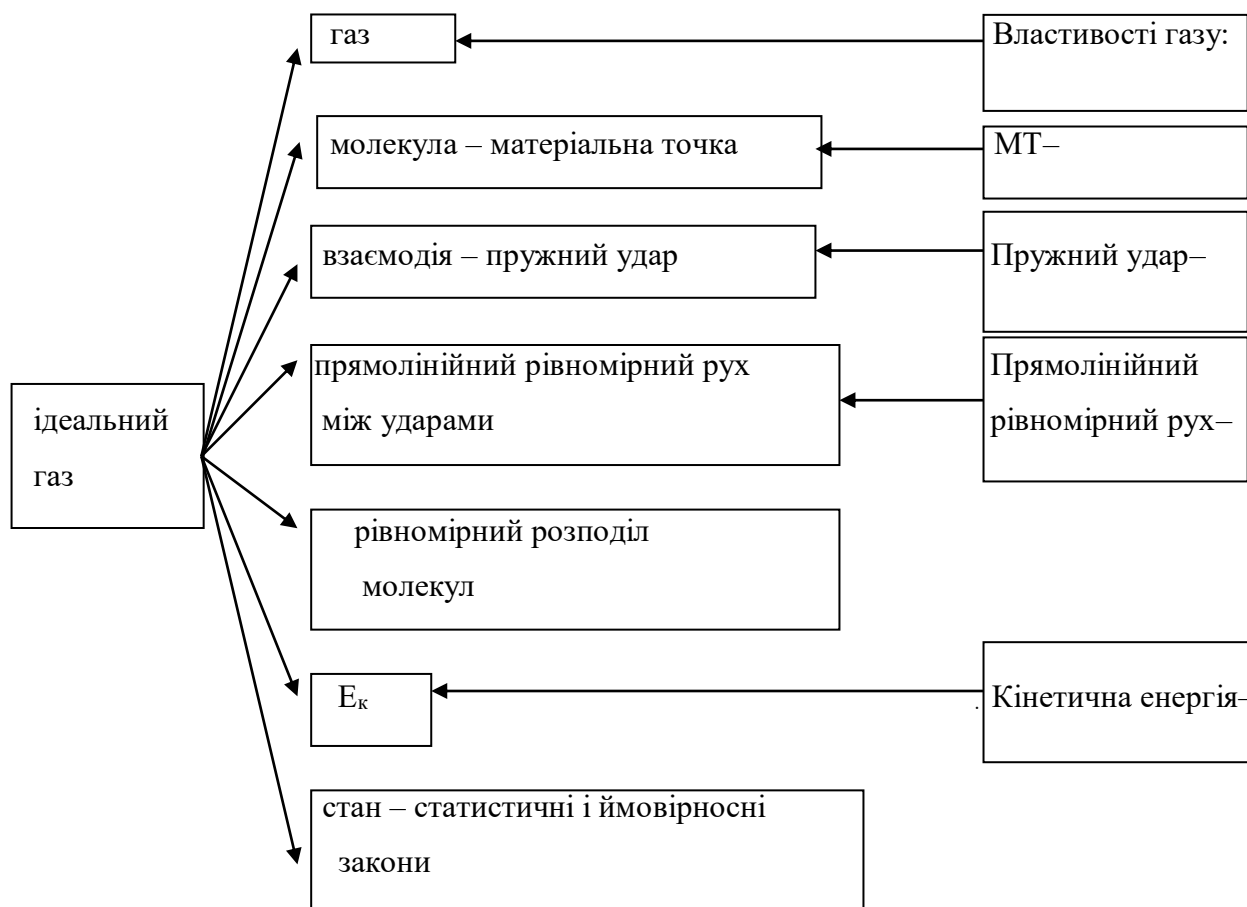 газ
Властивості газу:
молекула – матеріальна точка
МТ–
взаємодія – пружний удар
Пружний удар–
ідеальний
газ
прямолінійний рівномірний рух
між ударами
Прямолінійний
рівномірний рух–
рівномірний розподіл
молекул
Ек
. Кінетична енергія–
стан – статистичні і ймовірносні
закони